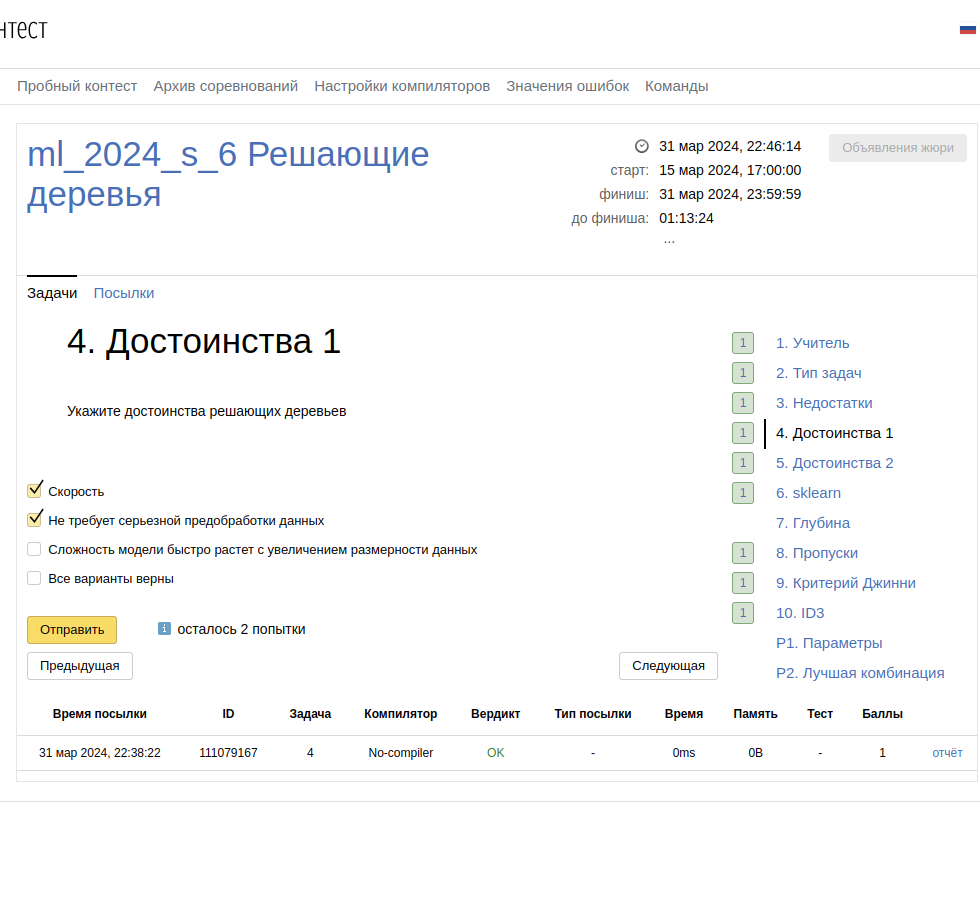 нтест
Пробный контест Архив соревнований Настройки компиляторов Значения ошибок Команды
ml_2024_s_6 Решающие
деревья
31 мар 2024, 22:46:14
Объявления жюри
старт: 15 мар 2024, 17:00:00
финиш: 31 мар 2024, 23:59:59
до финиша: 01:13:24
...
Задачи Посылки
4. Достоинства 1
Укажите достоинства решающих деревьев
Скорость
Не требует серьезной предобработки данных
Сложность модели быстро растет с увеличением размерности данных
Все варианты верны
Отправить
i осталось 2 попытки
Предыдущая
Следующая
1 1. Учитель
1 2. Тип задач
1 3. Недостатки
1 4. Достоинства 1
1 5. Достоинства 2
1 6. sklearn
7. Глубина
1 8. Пропуски
1 9. Критерий Джинни
1 10. ID3
P1. Параметры
P2. Лучшая комбинация
Время посылки ID Задача Компилятор Вердикт Тип посылки Время Память Тест Баллы
31 мар 2024, 22:38:22 111079167 4 No-compiler OK - 0ms 0B - 1 отчёт